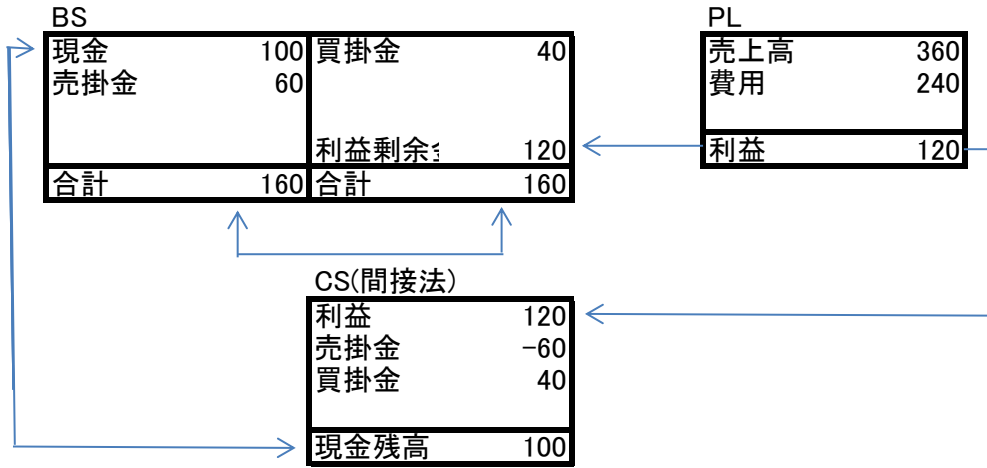 BS
現金 100 買掛金 40
売掛金 60
利益剰余 120
合計 160 合計 160
PL
売上高 360
費用 240
利益 120
CS(間接法)
利益 120
売掛金 -60
買掛金 40
現金残高 100